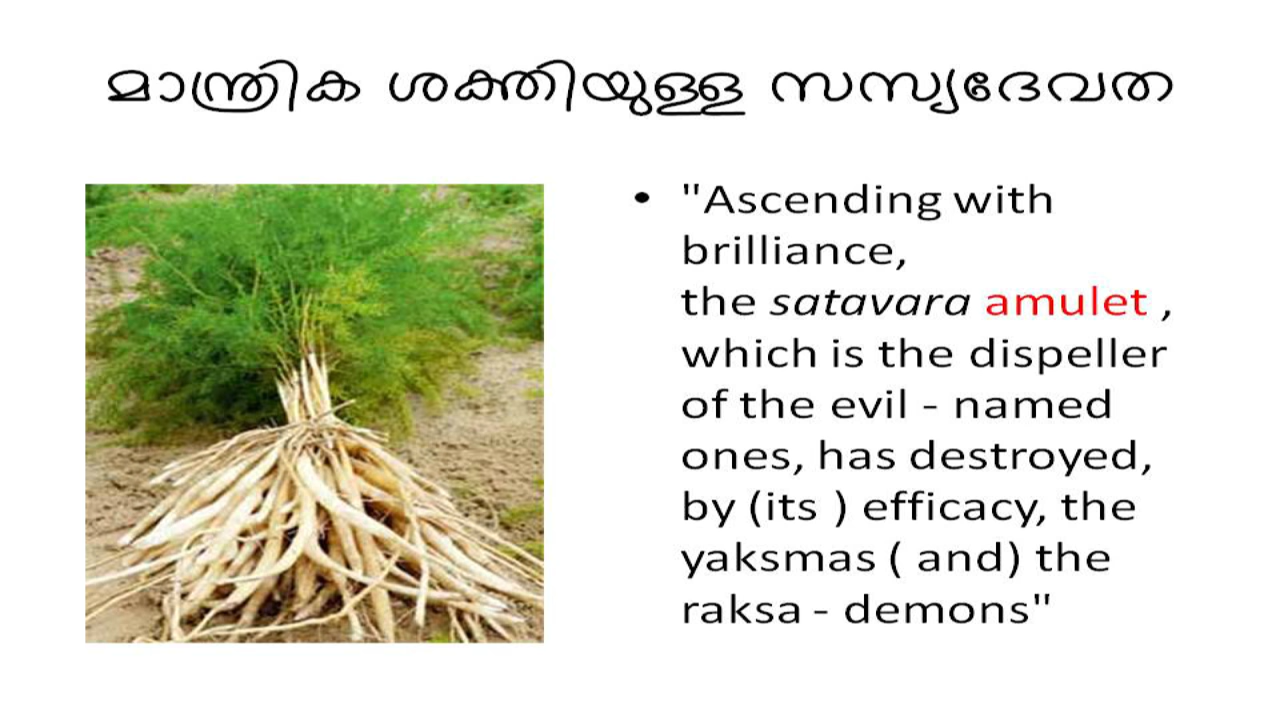 മാന്ത്രിക ശക്തിയുള്ള സസ്യദേവത
• "Ascending with
brilliance,
the satavara amulet ,
which is the dispeller
of the evil - named
ones, has destroyed,
by (its ) efficacy, the
yaksmas ( and) the
raksa - demons"